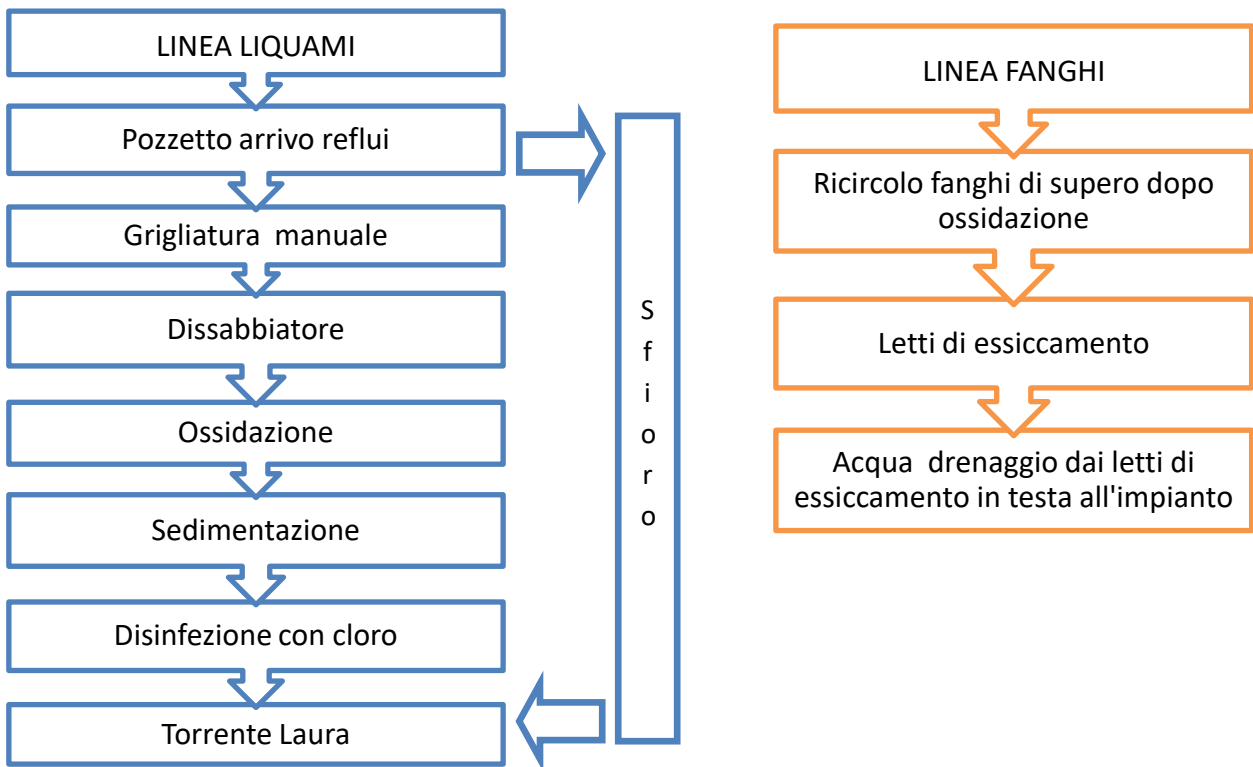 LINEA LIQUAMI
Pozzetto arrivo reflui
Grigliatura manuale
Dissabbiatore
Ossidazione
Sedimentazione
Disinfezione con cloro
Torrente Laura
S
f
i
o
r
o
LINEA FANGHI
Ricircolo fanghi di supero dopo
ossidazione
Letti di essiccamento
Acqua drenaggio dai letti di
essiccamento in testa all'impianto